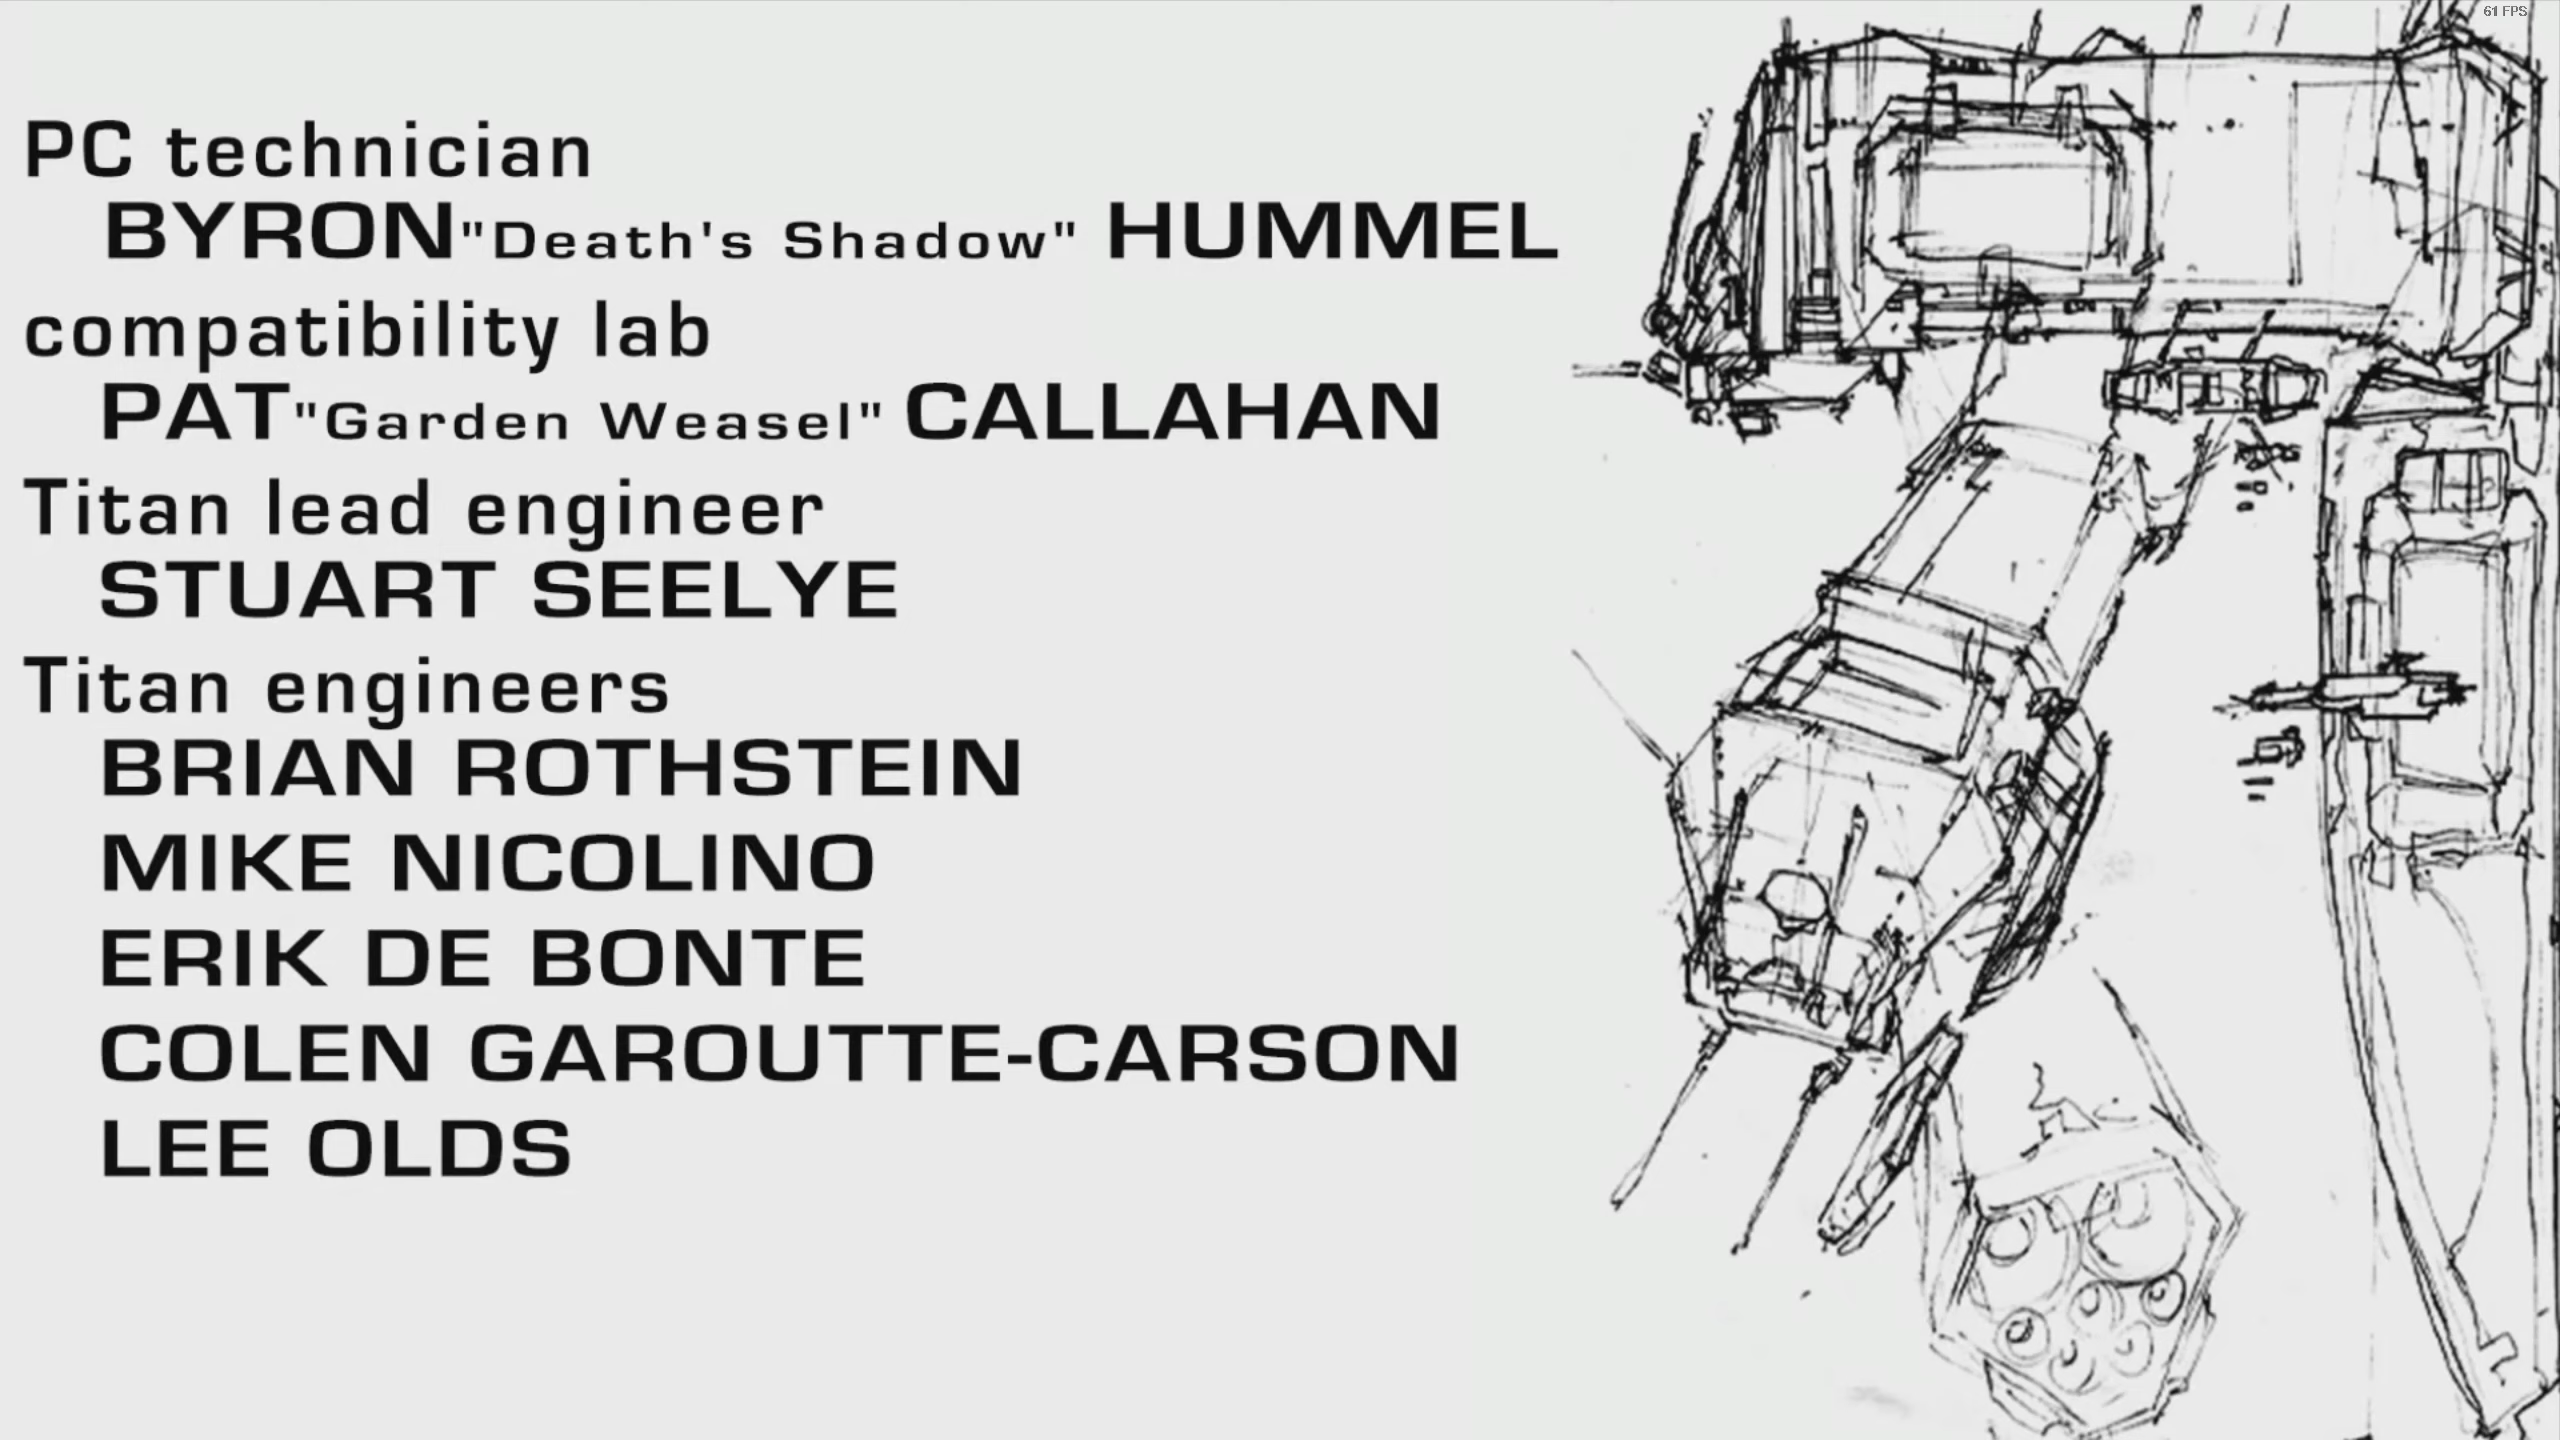 61 FPS
PC technician
BYRON"Death's Shadow" HUMMEL
compatibility lab
PAT"Garden Weasel" CALLAHAN
Titan lead engineer
STUART SEELYE
Titan engineers
BRIAN ROTHSTEIN
MIKE NICOLINO
ERIK DE BONTE
COLEN GAROUTTE-CARSON
LEE OLDS